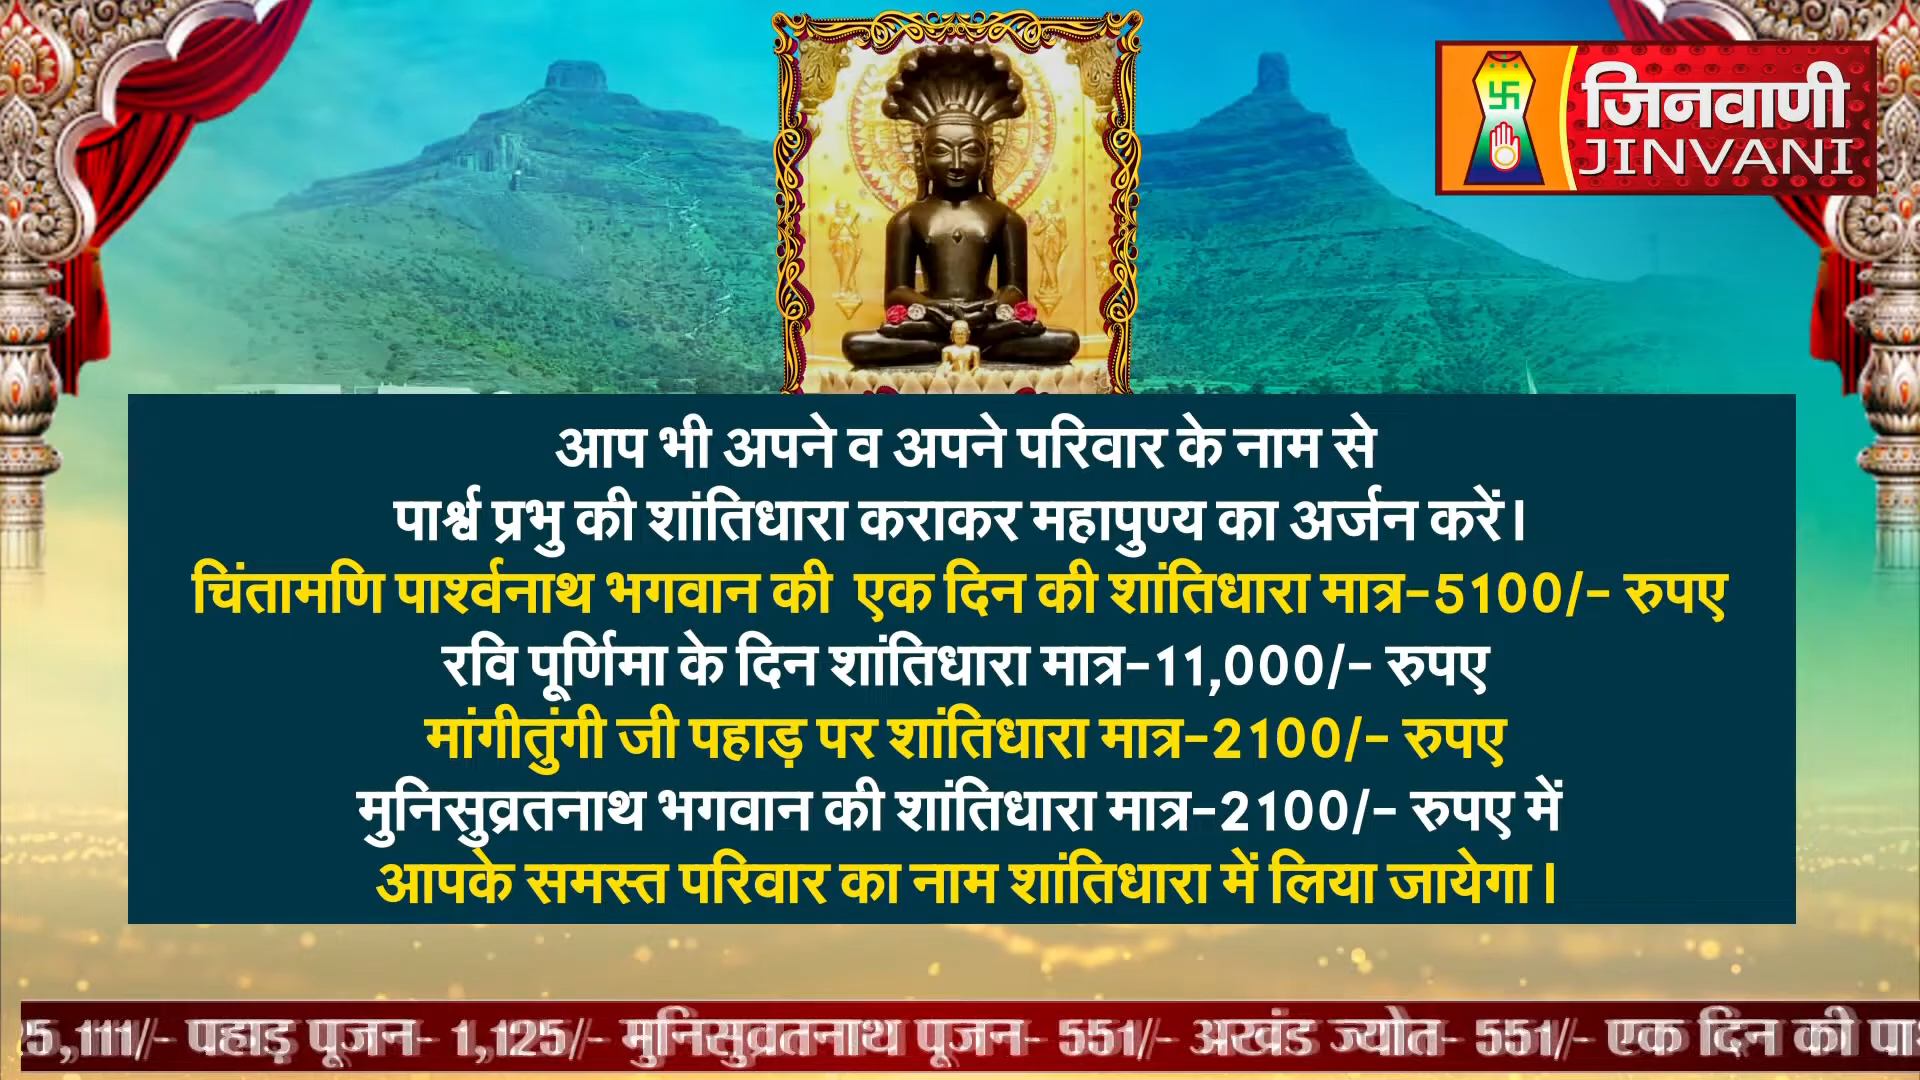 जिनवाणी
JINVANI
आप भी अपने व अपने परिवार के नाम से
पार्श्व प्रभु की शांतिधारा कराकर महापुण्य का अर्जन करें।
चिंतामणि पार्श्वनाथ भगवान की एक दिन की शांतिधारा मात्र-5100/- रुपए
रवि पूर्णिमा के दिन शांतिधारा मात्र-11,000/- रुपए
मांगीतुंगी जी पहाड़ पर शांतिधारा मात्र-2100/- रुपए
मुनिसुव्रतनाथ भगवान की शांतिधारा मात्र-2100/- रुपए में
आपके समस्त परिवार का नाम शांतिधारा में लिया जायेगा।
5,111/- पहाड़ पूजन- 1,125/- मुनिसुव्रतनाथ पूजन- 551/- अखंड ज्योत- 551/- एक दिन की